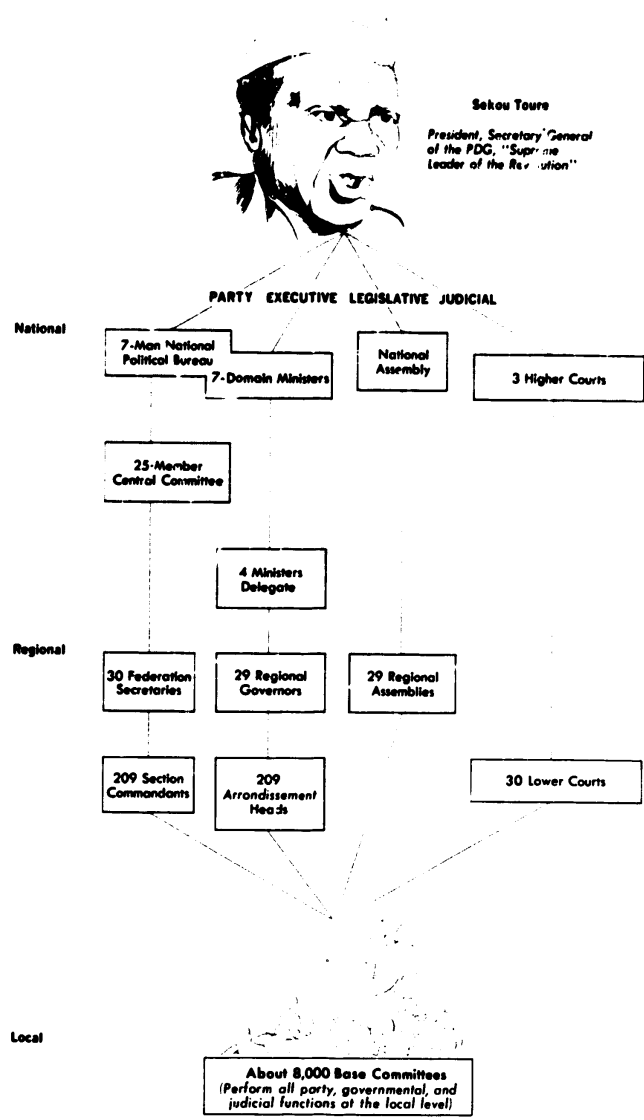 Sekou Toure
President, Secretary General
of the PDG, "Supreme
Leader of the
PARTY EXECUTIVE LEGISLATIVE JUDICIAL
National
7-Man National
Political Bureau
7-Domain Ministers
National
Assembly
3 Higher Courts
25-Member
Central Committee
4 Ministers
Delegate
Regional
30 Federation
Secretaries
29 Regional
Governors
29 Regional
Assemblies
209 Section
Commandants
209
Arrondissement
Heads
30 Lower Courts
Local
About 8,000 Base Committees
(Perform all party, governmental, and
judicial functions at the local level)